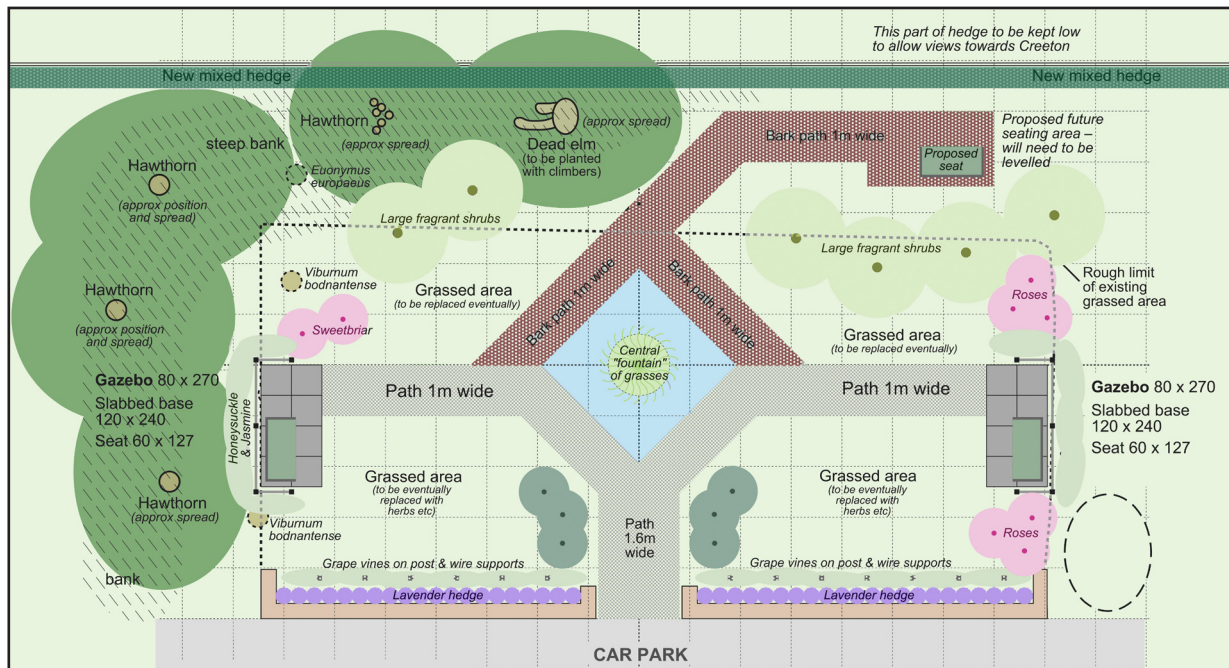 This part of hedge to be kept low
to allow views towards Creeton
New mixed hedge
New mixed hedge
Hawthorn
(approx spread)
(approx spread)
Dead elm
(to be planted
with climbers)
steep bank
Euonymus
europaeus
Hawthorn
(approx position
and spread)
Bark path 1m wide
Proposed
seat
Proposed future
seating area –
will need to be
levelled
Large fragrant shrubs
Large fragrant shrubs
Viburnum
bodnantense
Grassed area
(to be replaced eventually)
Bark path 1m wide
Bark path 1m wide
Rough limit
of existing
grassed area
Roses
Hawthorn
(approx position
and spread)
Sweetbriar
Grassed area
(to be replaced eventually)
Central
"fountain"
of grasses
Gazebo 80 x 270
Slabbed base
120 x 240
Seat 60 x 127
Honeysuckle
& Jasmine
Path 1m wide
Path 1m wide
Gazebo 80 x 270
Slabbed base
120 x 240
Seat 60 x 127
Hawthorn
(approx spread)
Grassed area
(to be eventually
replaced with
herbs etc)
Grassed area
(to be eventually
replaced with
herbs etc)
Viburnum
bodnantense
Path
1.6m
wide
Roses
bank
Grape vines on post & wire supports
Grape vines on post & wire supports
Lavender hedge
Lavender hedge
CAR PARK